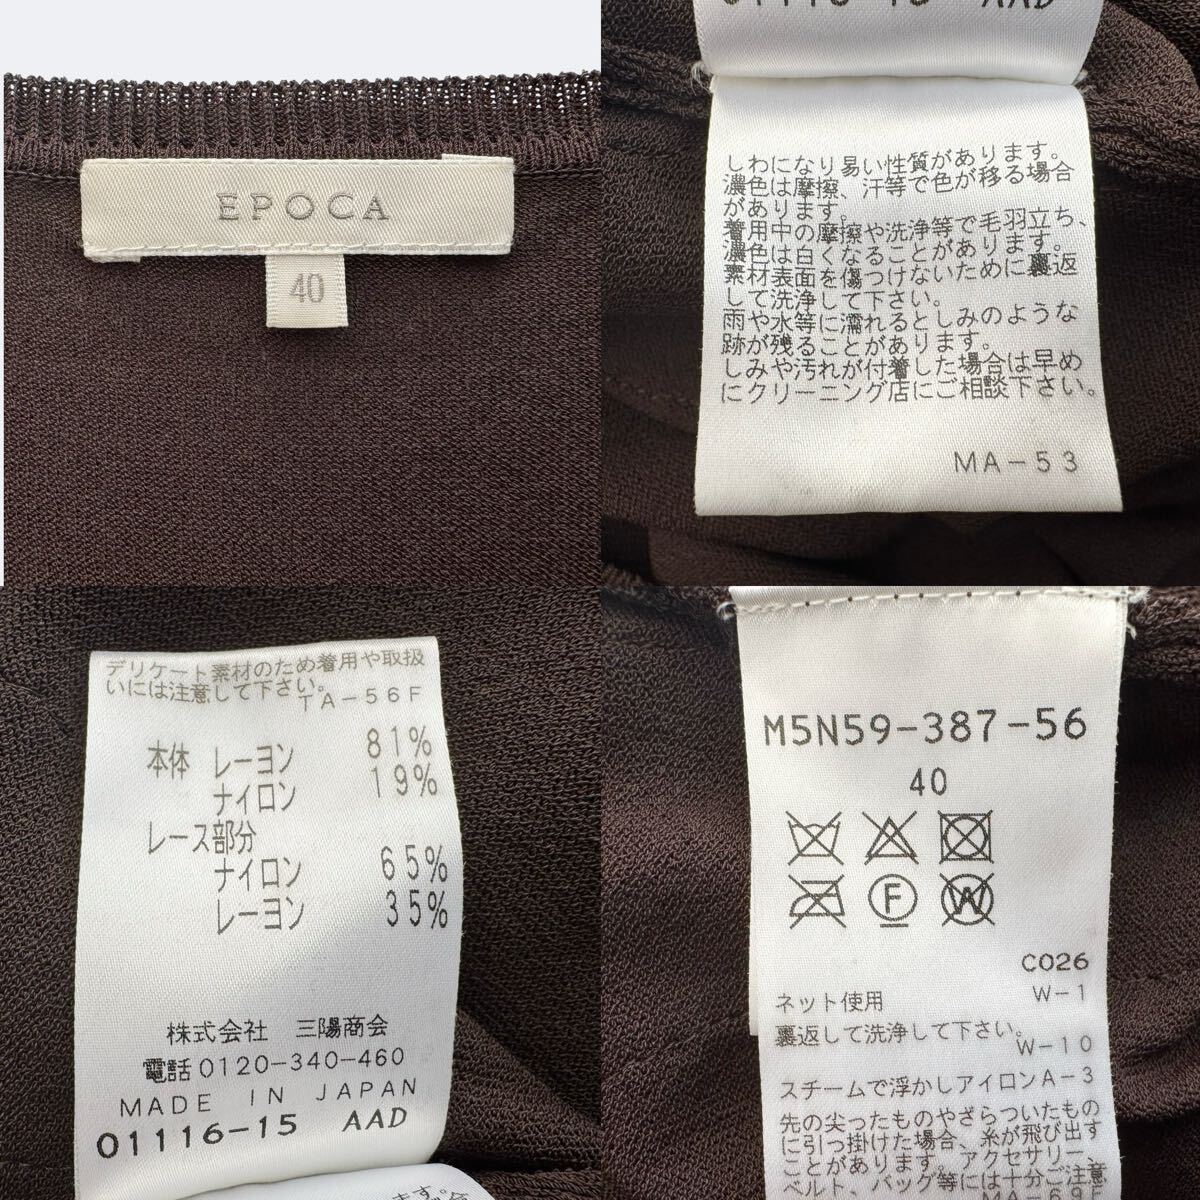 EPOCA
40
01116-15 AAD
しわになり易い性質があります。
濃色は摩擦、汗等で色が移る場合
があります。
着用中の摩擦や洗浄等で毛羽立ち、
濃色は白くなることがあります。
素材表面を傷つけないために裏返
して洗浄して下さい。
雨や水等に濡れるとしみのような
跡が残ることがあります。
しみや汚れが付着した場合は早め
にクリーニング店にご相談下さい。
MA-53
デリケート素材のため着用や取扱
いには注意して下さい。
TA-56F
本体 レーヨン 81%
ナイロン 19%
レース部分
ナイロン 65%
レーヨン 35%
株式会社 三陽商会
電話0120-340-460
MADE IN JAPAN
01116-15 AAD
M5N59-387-56
40
F W
C026
W-1
ネット使用
裏返して洗浄して下さい。
W-10
スチームで浮かしアイロンA-3
先の尖ったものやざらついたもの
に引っ掛けた場合、糸が飛び出す
ことがあります。アクセサリー、
ベルト、バッグ等には十分ご注意